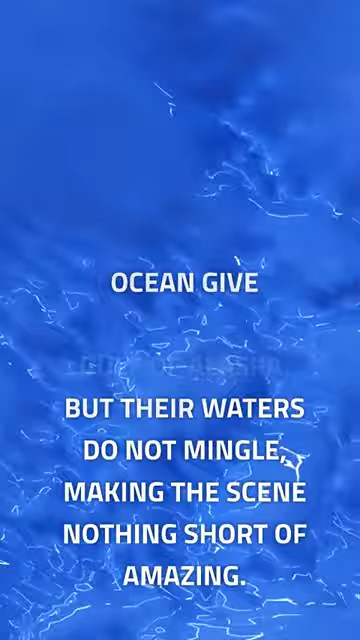 OCEAN GIVE
BUT THEIR WATERS
DO NOT MINGLE,
MAKING THE SCENE
NOTHING SHORT OF
AMAZING.